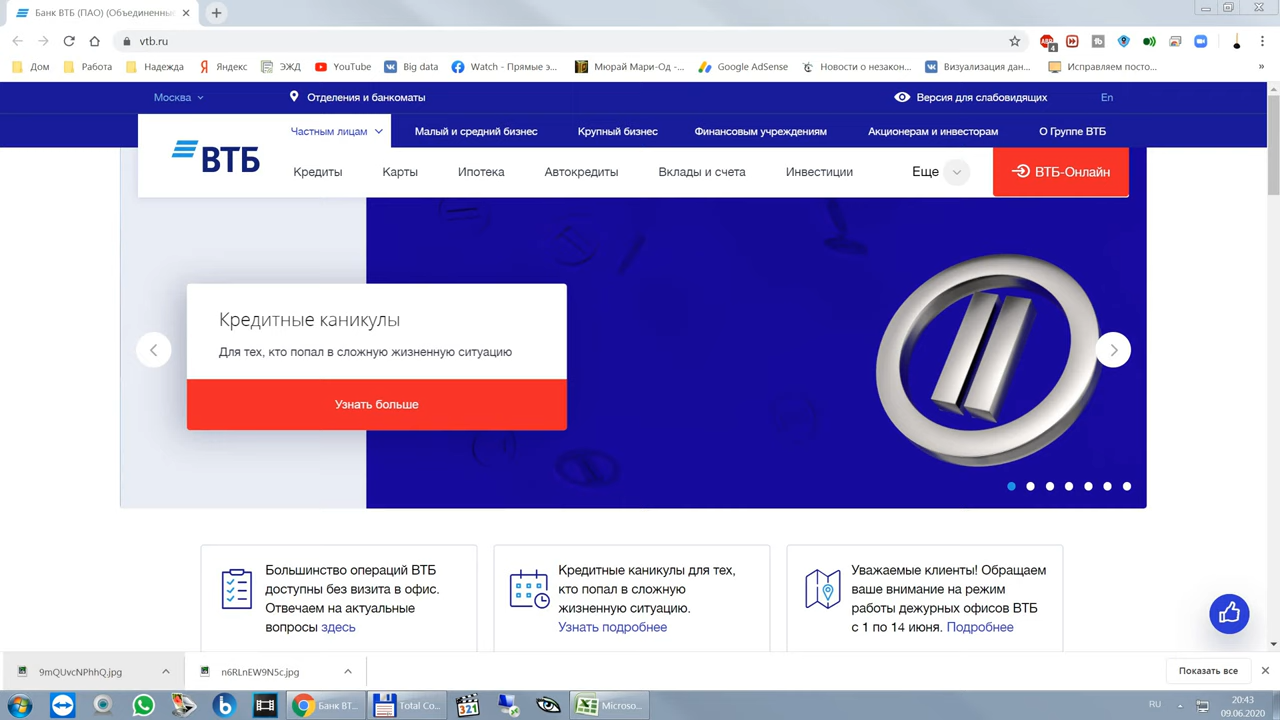 Банк ВТБ (ПАО) (Объединенны
vtb.ru
4
Дом Работа Надежда Яндекс ЭЖД YouTube Big data Watch - Прямые э... Мюрай Мари-Од -... Google AdSense Новости о незакон... Визуализация дан... Исправляем посто... »
Москва Отделения и банкоматы Версия для слабовидящих En
Частным лицам Малый и средний бизнес Крупный бизнес Финансовым учреждениям Акционерам и инвесторам О Группе ВТБ
ВТБ
Кредиты Карты Ипотека Автокредиты Вклады и счета Инвестиции Еще ВТБ-Онлайн
Кредитные каникулы
Для тех, кто попал в сложную жизненную ситуацию
Узнать больше
Большинство операций ВТБ
доступны без визита в офис.
Отвечаем на актуальные
вопросы здесь
Кредитные каникулы для тех,
кто попал в сложную
жизненную ситуацию.
Узнать подробнее
Уважаемые клиенты! Обращаем
ваше внимание на режим
работы дежурных офисов ВТБ
с 1 по 14 июня. Подробнее
9mQUvcNPhhQ.jpg n6RLnEW9N5c.jpg Показать все
321
Банк ВТ... Total Co... Microso... RU
20:43
09.06.2020